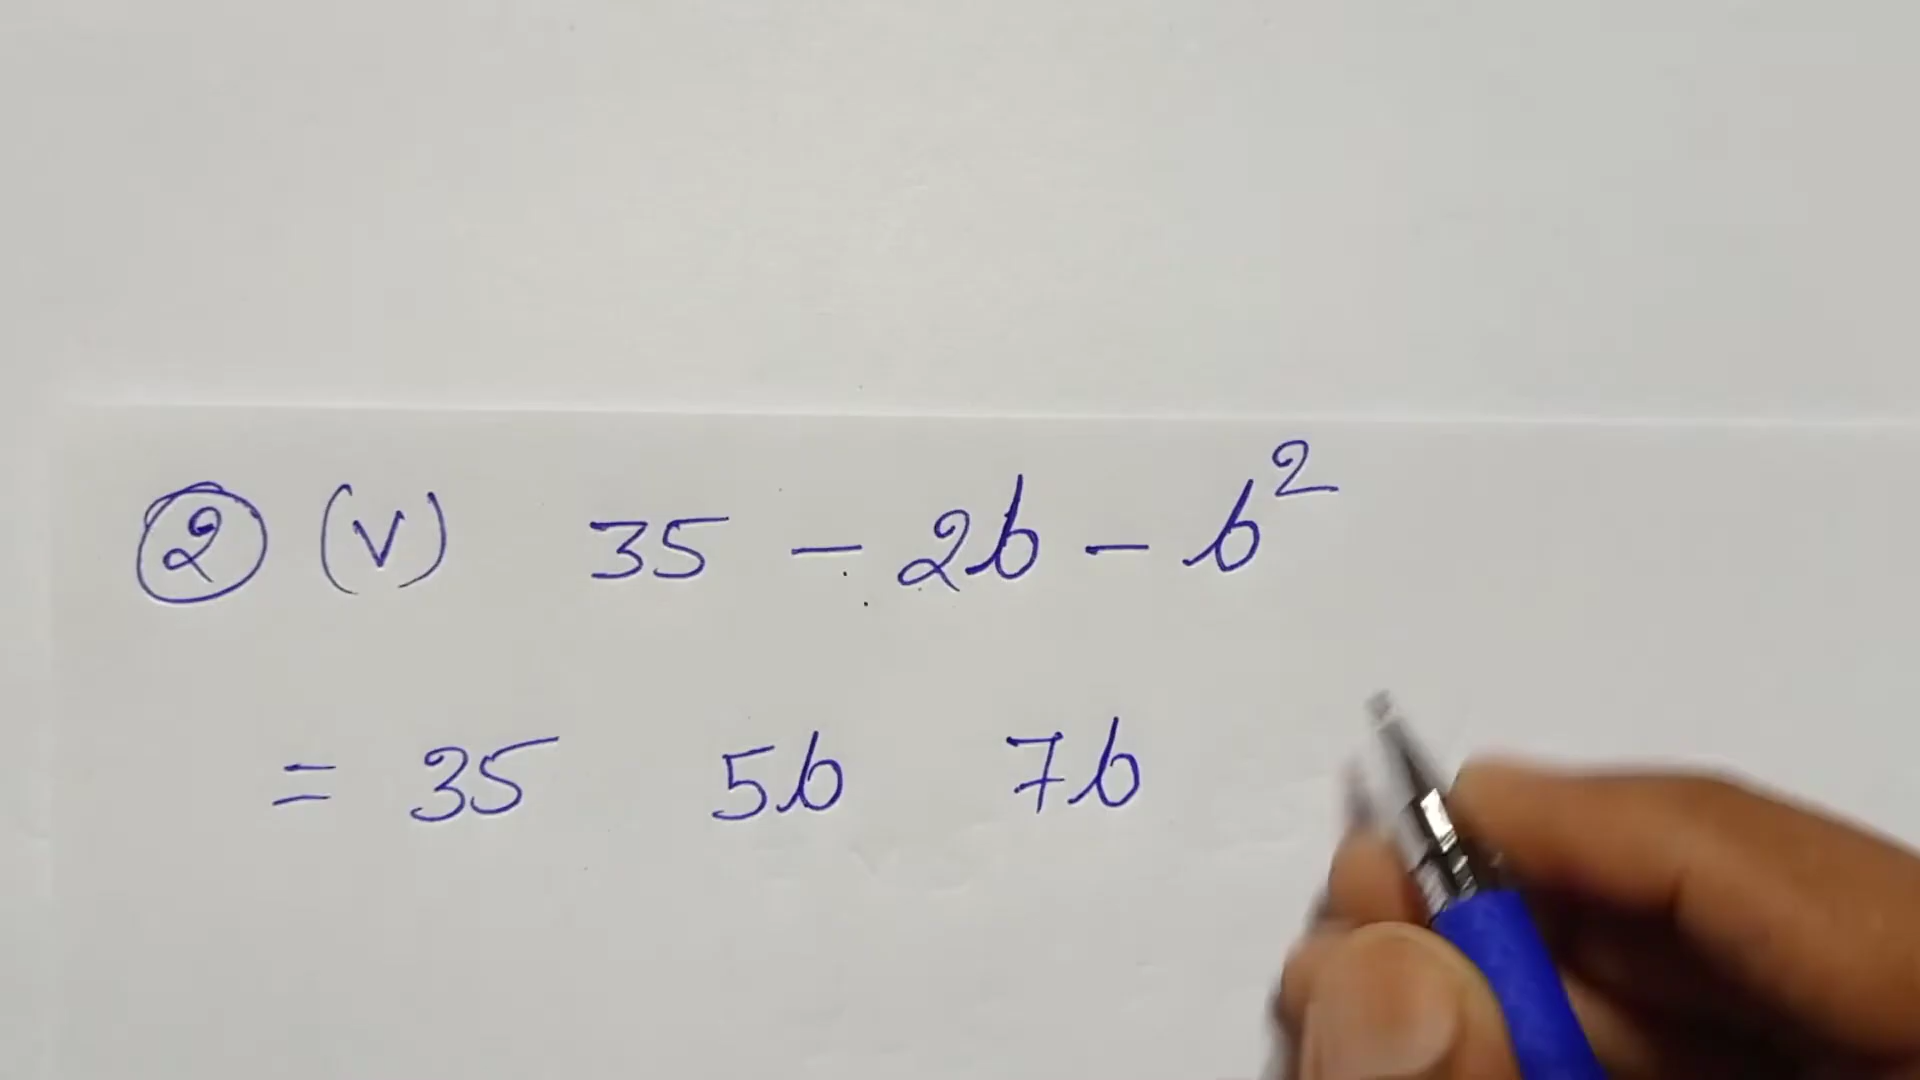 ② (V) 35 - 2b - b²
= 35 5b 7b